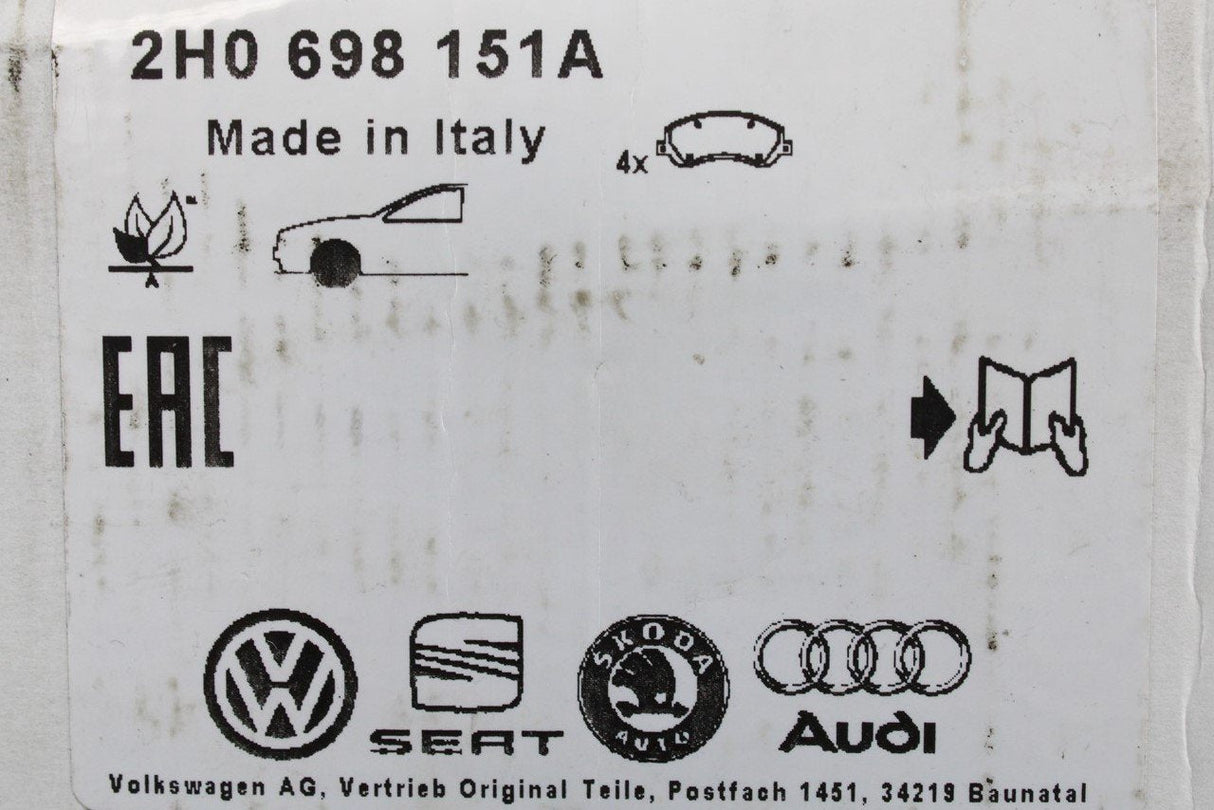 2H0 698 151A
Made in Italy
4x
EAC
SEAT
SKODA
AUTO
Audi
Volkswagen AG, Vertrieb Original Teile, Postfach 1451, 34219 Baunatal